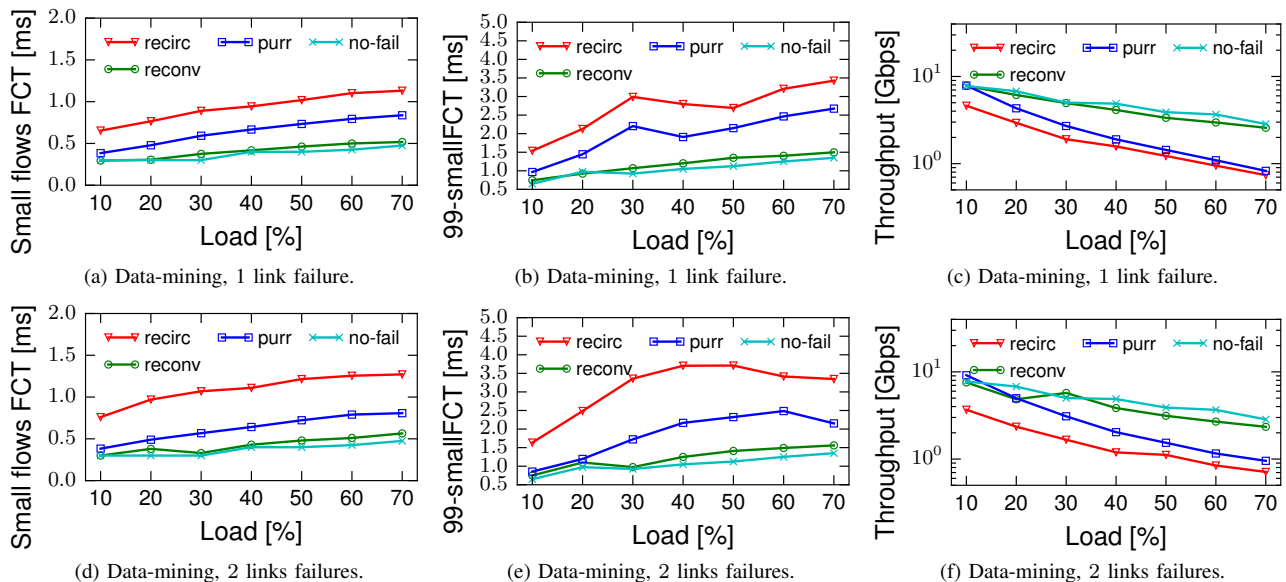 Small flows FCT [ms]
2.0
1.5
1.0
0.5
0.0
recirc
purr
no-fail
reconv
10 20 30 40 50 60 70
Load [%]
(a) Data-mining, 1 link failure.
99-smallFCT [ms]
5.0
4.5
4.0
3.5
3.0
2.5
2.0
1.5
1.0
0.5
recirc
purr
no-fail
reconv
10 20 30 40 50 60 70
Load [%]
(b) Data-mining, 1 link failure.
Throughput [Gbps]
10^1
10^0
recirc
purr
no-fail
reconv
10 20 30 40 50 60 70
Load [%]
(c) Data-mining, 1 link failure.
Small flows FCT [ms]
2.0
1.5
1.0
0.5
0.0
recirc
purr
no-fail
reconv
10 20 30 40 50 60 70
Load [%]
(d) Data-mining, 2 links failures.
99-smallFCT [ms]
5.0
4.5
4.0
3.5
3.0
2.5
2.0
1.5
1.0
0.5
recirc
purr
no-fail
reconv
10 20 30 40 50 60 70
Load [%]
(e) Data-mining, 2 links failures.
Throughput [Gbps]
10^1
10^0
recirc
purr
no-fail
reconv
10 20 30 40 50 60 70
Load [%]
(f) Data-mining, 2 links failures.